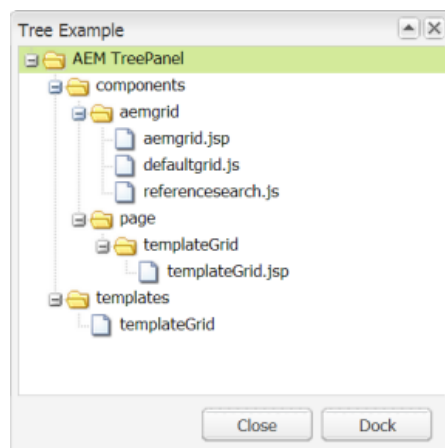 Tree Example
AEM TreePanel
components
aemgrid
aemgrid.jsp
defaultgrid.js
referencesearch.js
page
templateGrid
templateGrid.jsp
templates
templateGrid
Close Dock